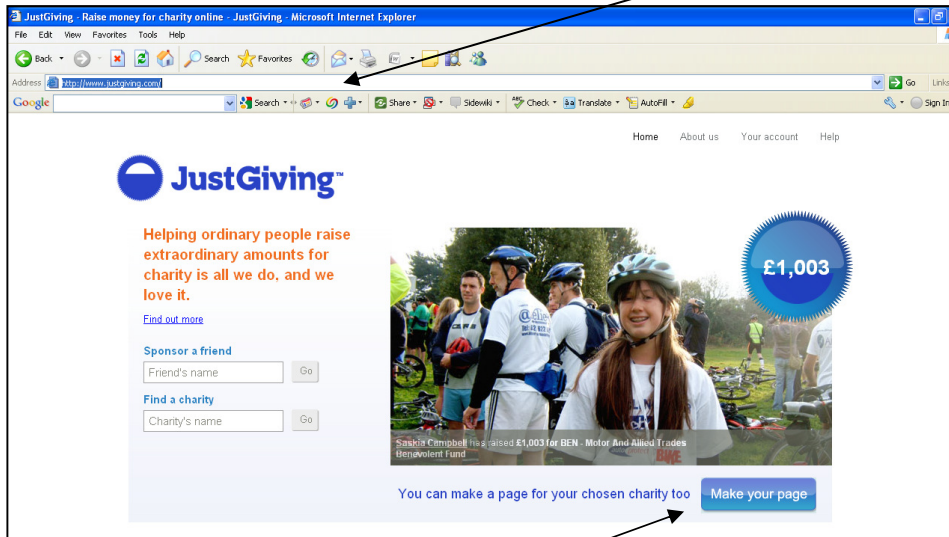 JustGiving - Raise money for charity online - JustGiving - Microsoft Internet Explorer
File Edit View Favorites Tools Help
Back Search Favorites
Address http://www.justgiving.com/ Go Links
Google Search Share Sidewiki Check Translate AutoFill Sign In
Home About us Your account Help
JustGiving™
Helping ordinary people raise
extraordinary amounts for
charity is all we do, and we
love it.
Find out more
£1,003
Sponsor a friend
Friend's name Go
Find a charity
Charity's name Go
Saskia Campbell has raised £1,003 for BEN - Motor And Allied Trades
Benevolent Fund
You can make a page for your chosen charity too Make your page